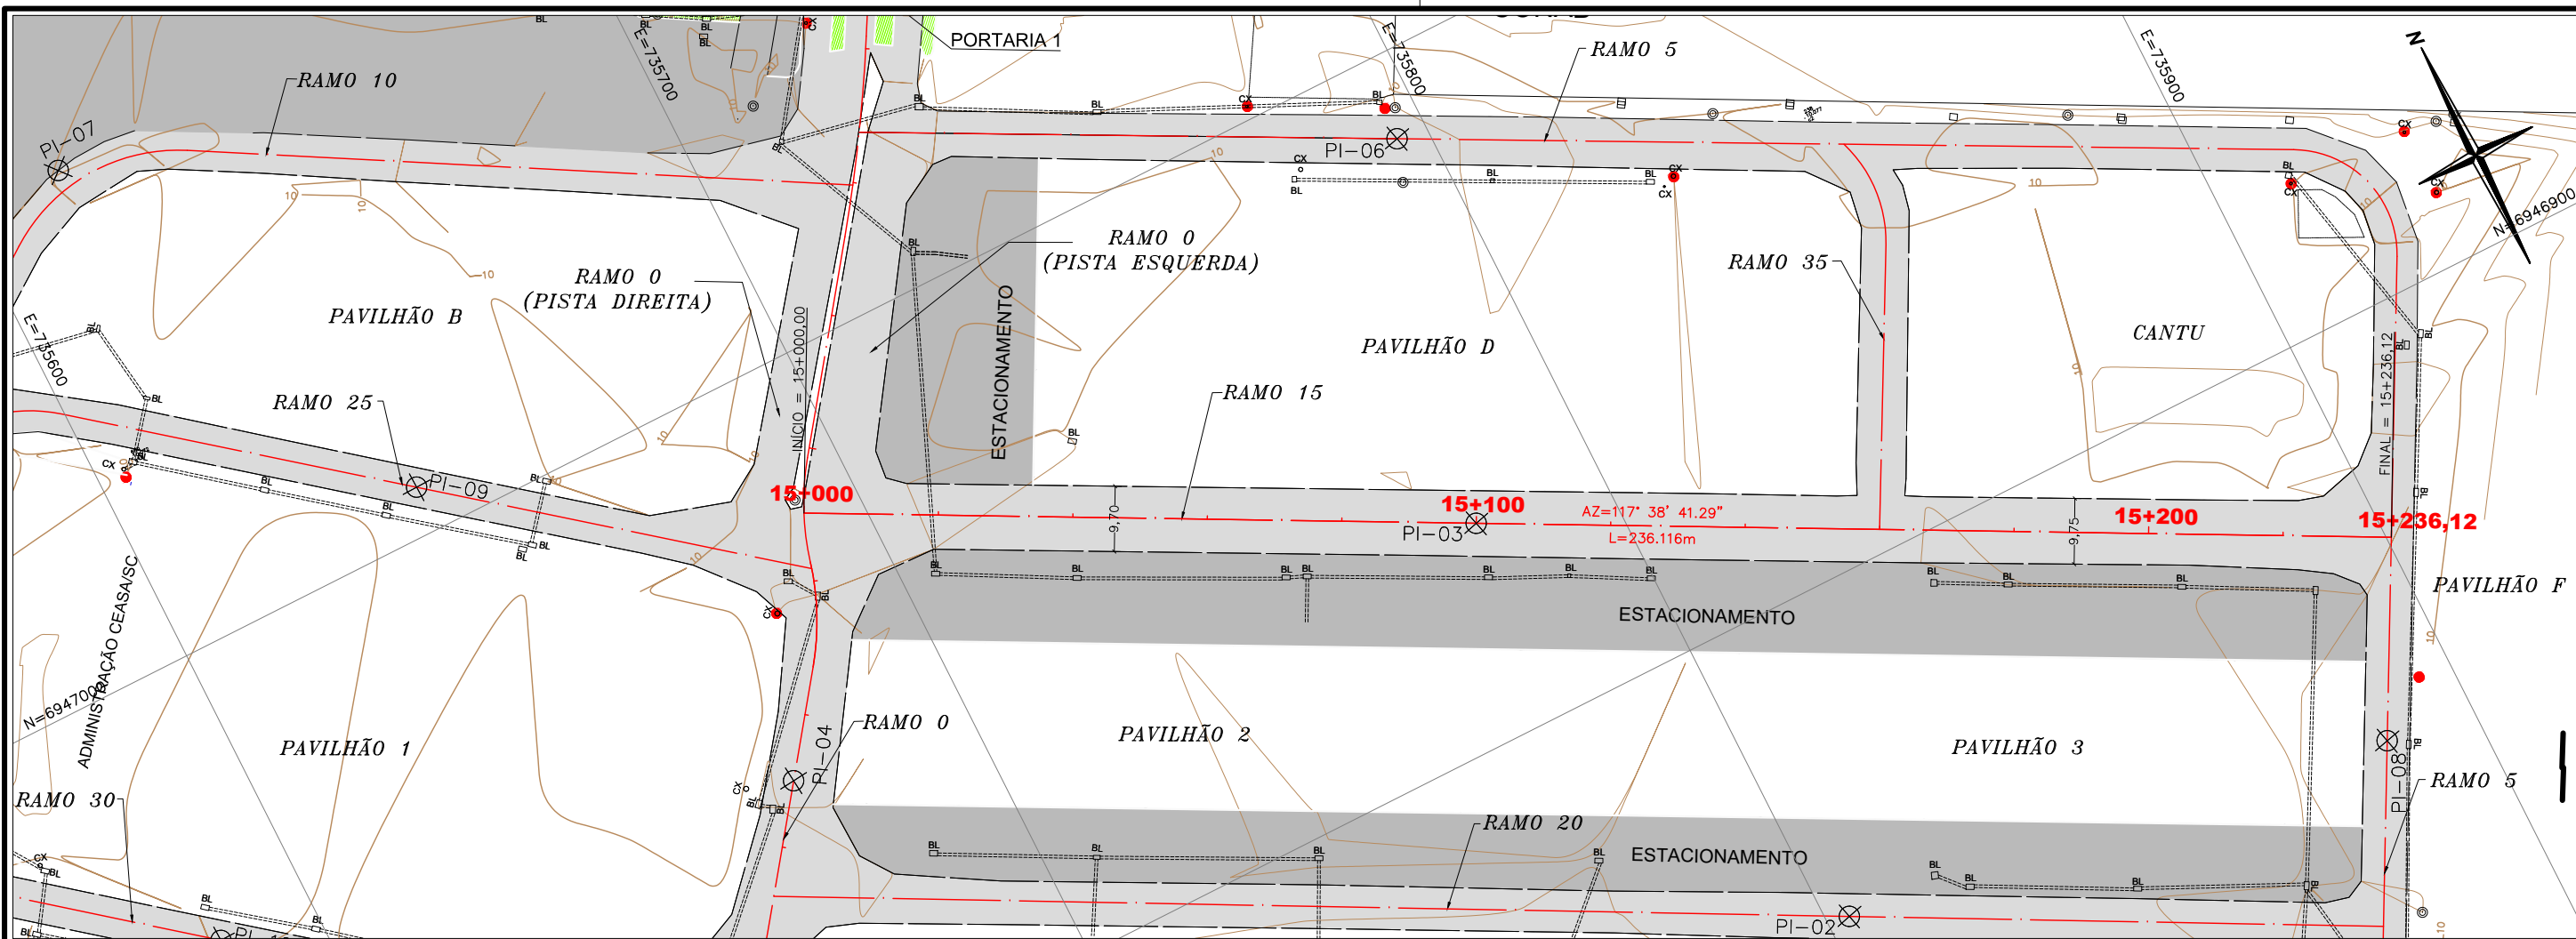 PORTARIA 1
RAMO 5
RAMO 10
E=735700
E=735800
E=735900
N
PI-07
PI-06
N=6946900
RAMO 0
(PISTA DIREITA)
RAMO 0
(PISTA ESQUERDA)
RAMO 35
PAVILHÃO B
ESTACIONAMENTO
PAVILHÃO D
CANTU
E=735600
INÍCIO = 15+000,00
FINAL = 15+236,12
RAMO 25
RAMO 15
PI-09
15+000
15+100
AZ=117° 38' 41.29"
L=236.116m
PI-03
9,70
9,75
15+200
15+236,12
PAVILHÃO F
ESTACIONAMENTO
ADMINISTRAÇÃO CEASA/SC
N=6947000
PAVILHÃO 1
RAMO 0
PI-04
PAVILHÃO 2
PAVILHÃO 3
PI-08
RAMO 5
RAMO 30
RAMO 20
ESTACIONAMENTO
PI-02
BL
CX
10